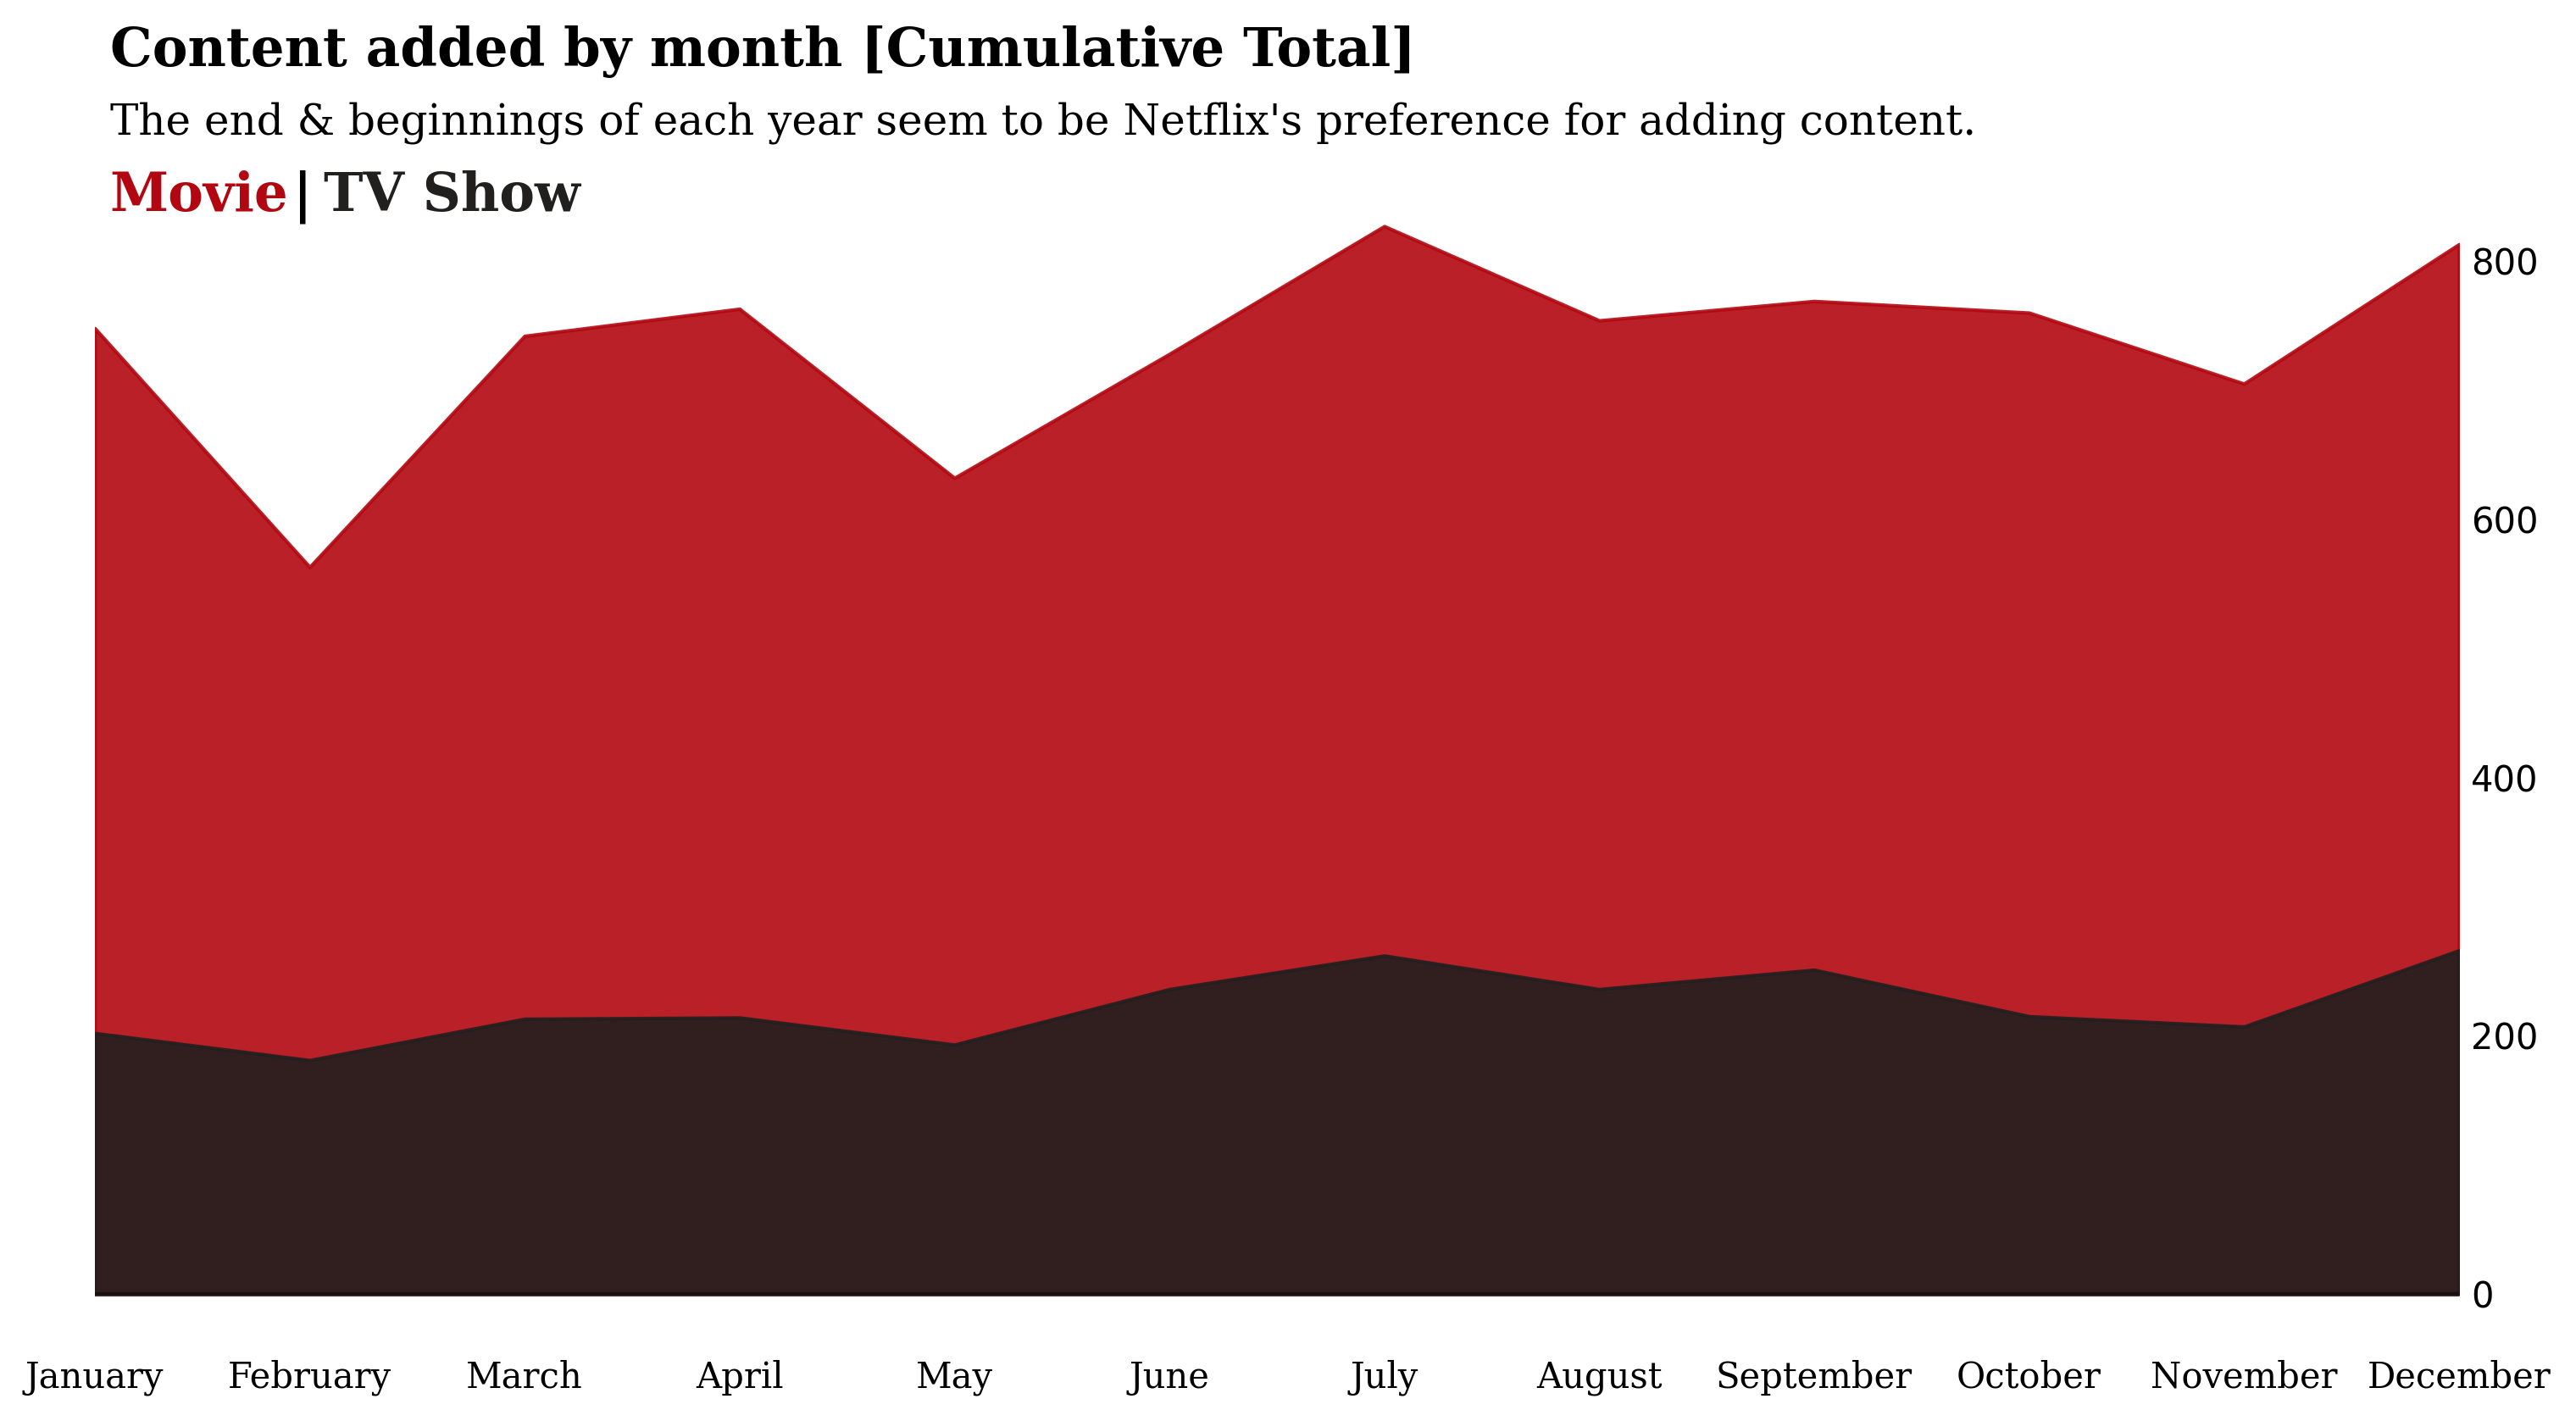 Content added by month [Cumulative Total]
The end & beginnings of each year seem to be Netflix's preference for adding content.
Movie | TV Show
800
600
400
200
0
January February March April May June July August September October November December